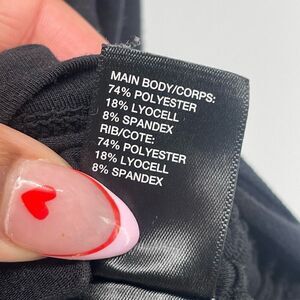 MAIN BODY/CORPS:
74% POLYESTER
18% LYOCELL
8% SPANDEX
RIB/COTE:
74% POLYESTER
18% LYOCELL
8% SPANDEX